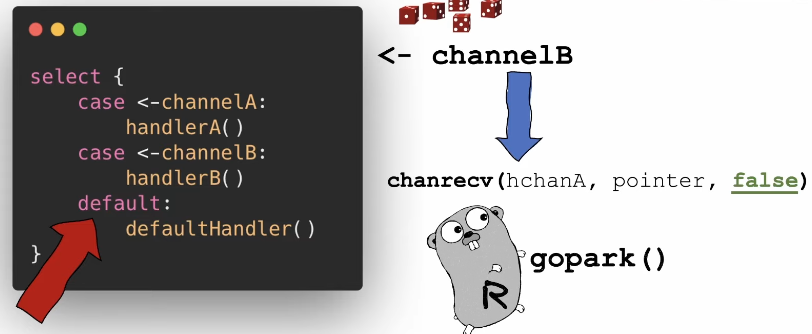 select {
    case <-channelA:
        handlerA()
    case <-channelB:
        handlerB()
    default:
        defaultHandler()
}
<- channelB
chanrecv(hchanA, pointer, false)
gopark()
R